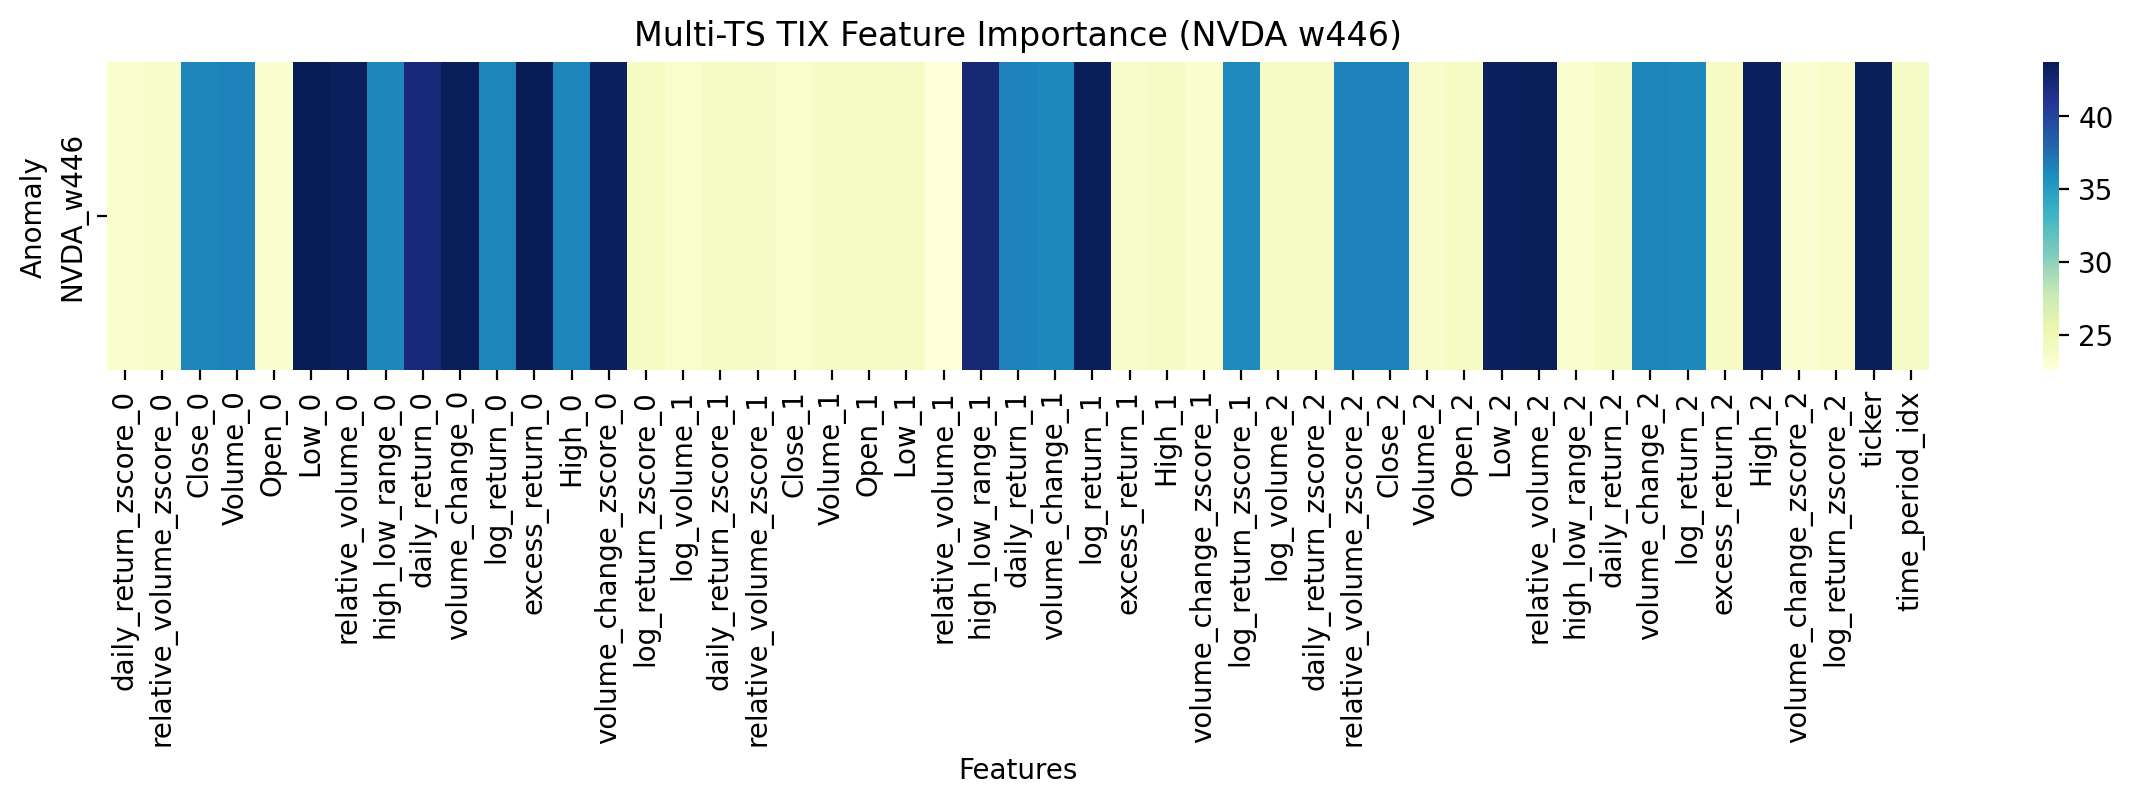 Multi-TS TIX Feature Importance (NVDA w446)
Anomaly
NVDA_w446
40
35
30
25
daily_return_zscore_0
relative_volume_zscore_0
Close_0
Volume_0
Open_0
Low_0
relative_volume_0
high_low_range_0
daily_return_0
volume_change_0
log_return_0
excess_return_0
High_0
volume_change_zscore_0
log_return_zscore_0
log_volume_1
daily_return_zscore_1
relative_volume_zscore_1
Close_1
Volume_1
Open_1
Low_1
relative_volume_1
high_low_range_1
daily_return_1
volume_change_1
log_return_1
excess_return_1
High_1
volume_change_zscore_1
log_return_zscore_1
log_volume_2
daily_return_zscore_2
relative_volume_zscore_2
Close_2
Volume_2
Open_2
Low_2
relative_volume_2
high_low_range_2
daily_return_2
volume_change_2
log_return_2
excess_return_2
High_2
volume_change_zscore_2
log_return_zscore_2
ticker
time_period_idx
Features